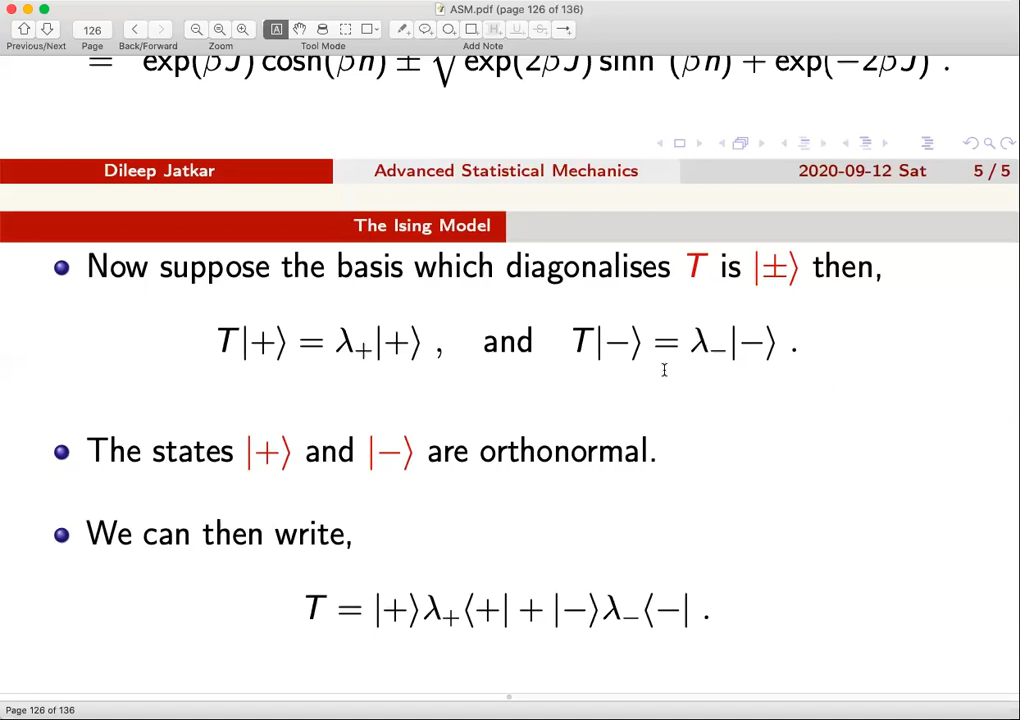 ASM.pdf (page 126 of 136)
126
Previous/Next Page Back/Forward Zoom Tool Mode Add Note
= exp(βJ) cosh(βh) ± √exp(2βJ) sinh (βh) + exp(−2βJ) .
Dileep Jatkar Advanced Statistical Mechanics 2020-09-12 Sat 5 / 5
The Ising Model
Now suppose the basis which diagonalises T is |±⟩ then,
T|+⟩ = λ₊|+⟩ , and T|−⟩ = λ₋|−⟩ .
The states |+⟩ and |−⟩ are orthonormal.
We can then write,
T = |+⟩λ₊⟨+| + |−⟩λ₋⟨−| .
Page 126 of 136